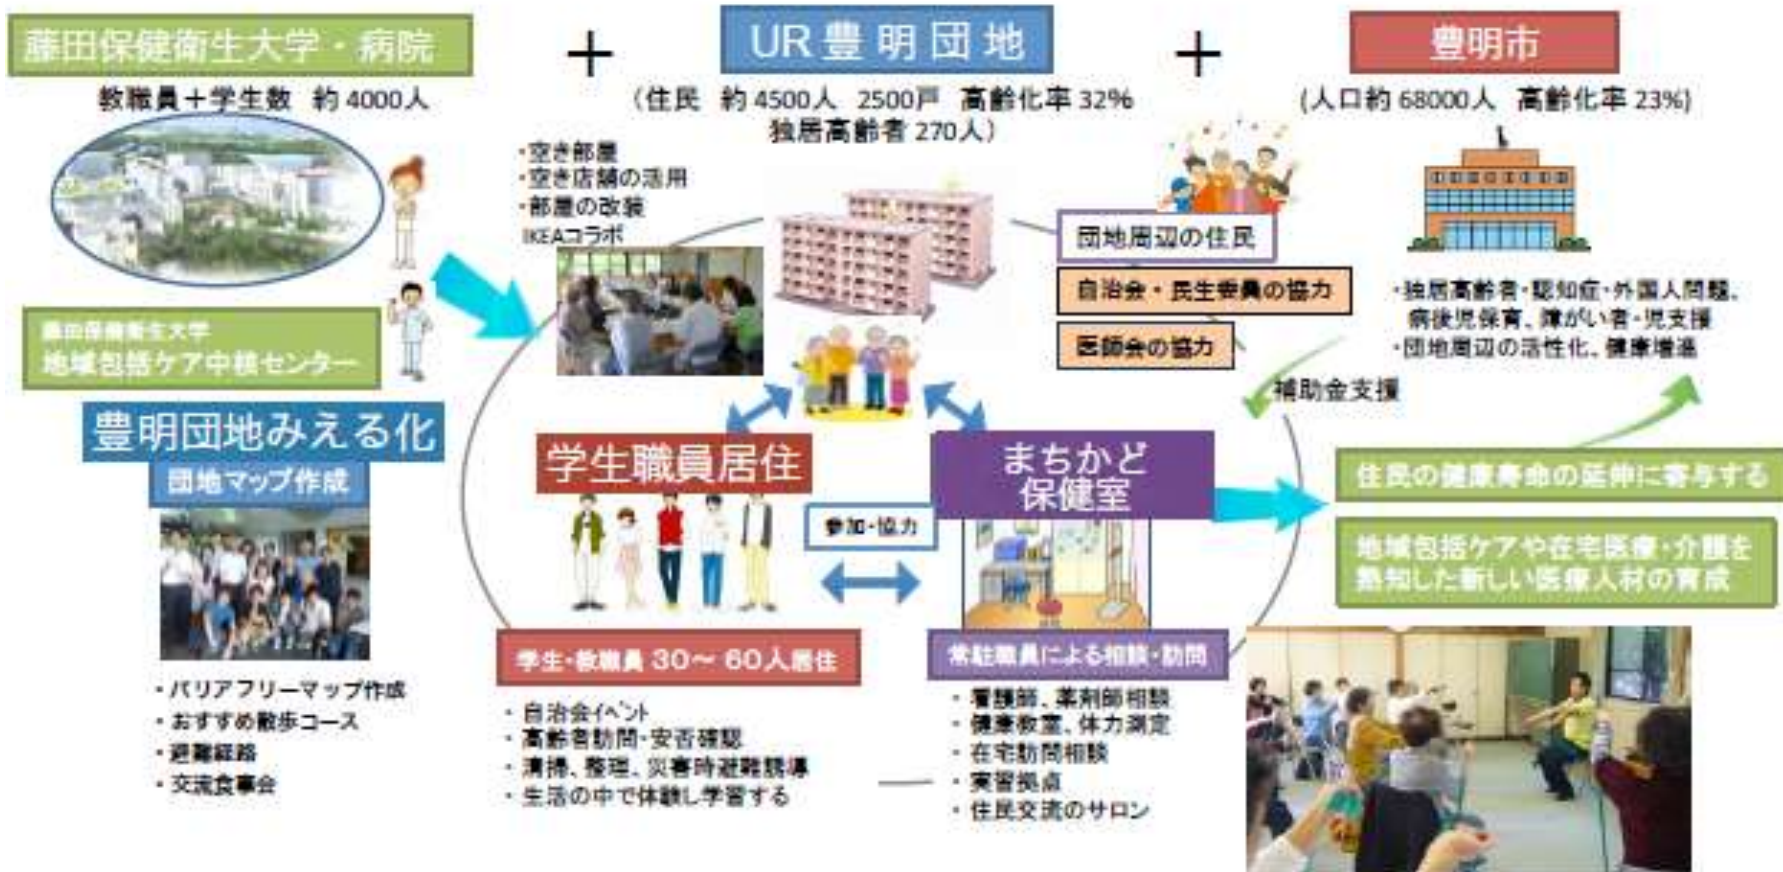 藤田保健衛生大学・病院
+
UR豊明団地
+
豊明市
教職員+学生数 約4000人
(住民 約4500人 2500戸 高齢化率32%
独居高齢者270人)
(人口約68000人 高齢化率23%)
・空き部屋
・空き店舗の活用
・部屋の改装
IKEAコラボ
団地周辺の住民
自治会・民生委員の協力
医師会の協力
・独居高齢者・認知症・外国人問題、
病後児保育、障がい者・児支援
・団地周辺の活性化、健康増進
補助金支援
藤田保健衛生大学
地域包括ケア中核センター
豊明団地みえる化
団地マップ作成
・バリアフリーマップ作成
・おすすめ散歩コース
・避難経路
・交流食事会
学生職員居住
参加・協力
学生・教職員 30~60人居住
・自治会イベント
・高齢者訪問・安否確認
・清掃、整理、災害時避難誘導
・生活の中で体験し学習する
まちかど
保健室
常駐職員による相談・訪問
・看護師、薬剤師相談
・健康教室、体力測定
・在宅訪問相談
・実習拠点
・住民交流のサロン
住民の健康寿命の延伸に寄与する
地域包括ケアや在宅医療・介護を
熟知した新しい医療人材の育成